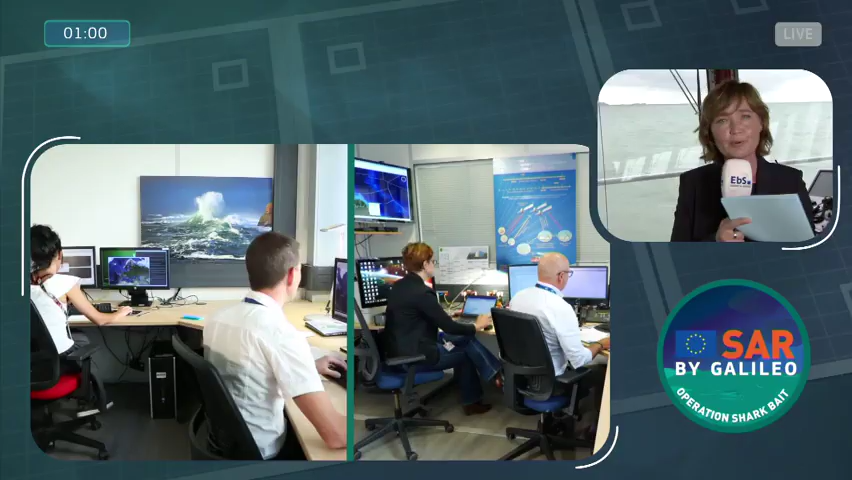 01:00
LIVE
EbS
SAR
BY GALILEO
OPERATION SHARK BAIT